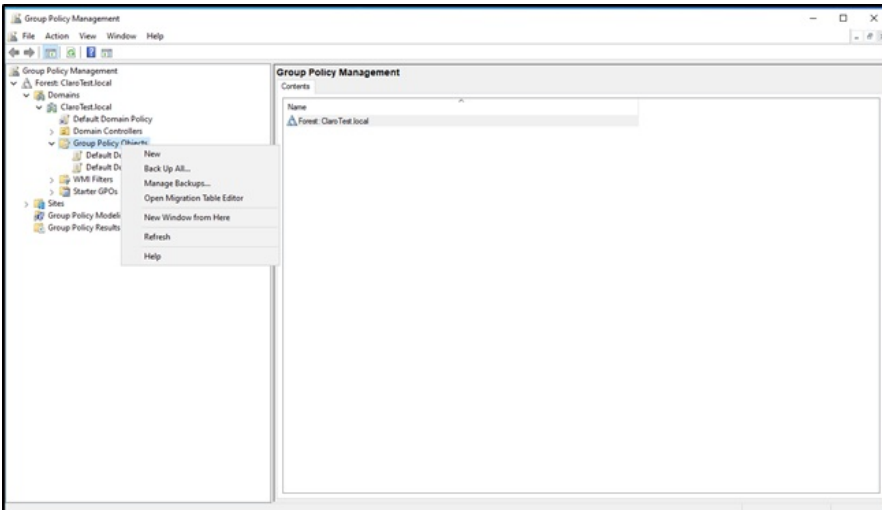 Group Policy Management
File Action View Window Help
Group Policy Management
Forest: ClaroTest.local
Domains
ClaroTest.local
Default Domain Policy
Domain Controllers
Group Policy Objects
Default Do
Default Do
WMI Filters
Starter GPOs
Sites
Group Policy Modeli
Group Policy Results
New
Back Up All...
Manage Backups...
Open Migration Table Editor
New Window from Here
Refresh
Help
Group Policy Management
Contents
Name
Forest: ClaroTest.local